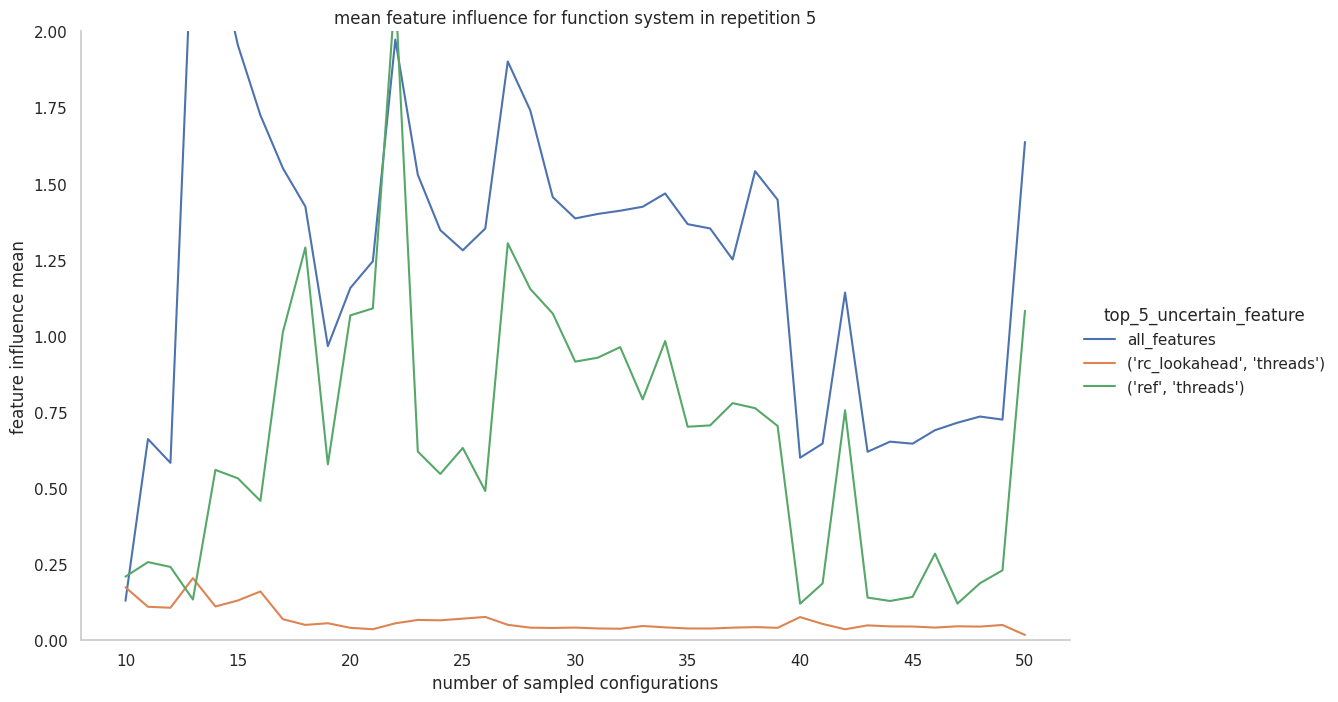 mean feature influence for function system in repetition 5
2.00
1.75
1.50
1.25
1.00
0.75
0.50
0.25
0.00
feature influence mean
10 15 20 25 30 35 40 45 50
number of sampled configurations
top_5_uncertain_feature
all_features
('rc_lookahead', 'threads')
('ref', 'threads')